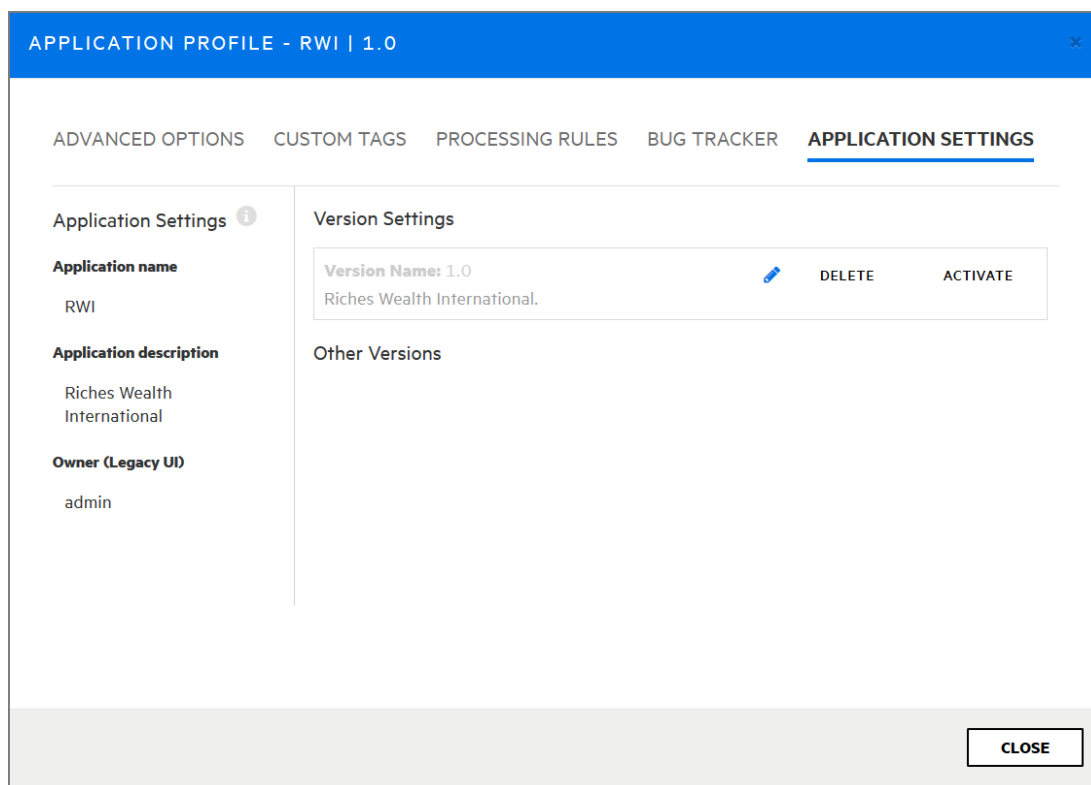 APPLICATION PROFILE - RWI | 1.0
×
ADVANCED OPTIONS CUSTOM TAGS PROCESSING RULES BUG TRACKER APPLICATION SETTINGS
Application Settings
Application name
RWI
Application description
Riches Wealth
International
Owner (Legacy UI)
admin
Version Settings
Version Name: 1.0
Riches Wealth International.
DELETE ACTIVATE
Other Versions
CLOSE